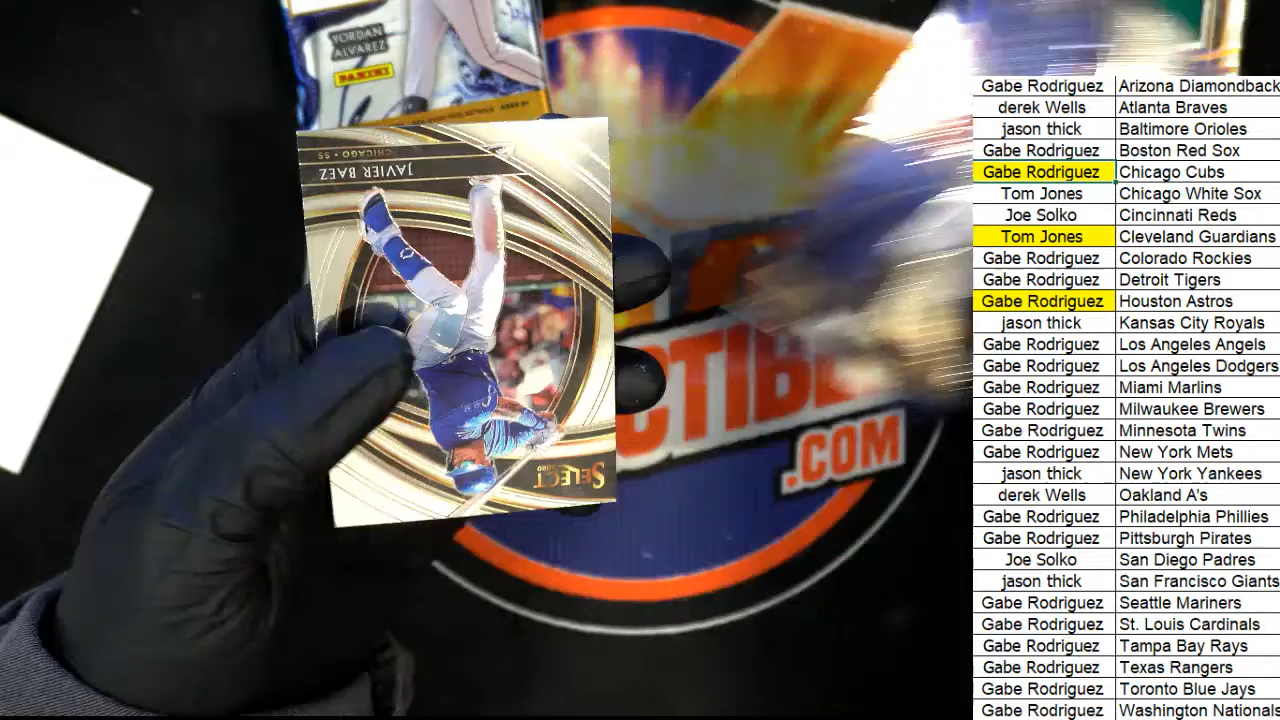 YORDAN
ALVAREZ
PANINI
CHICAGO • SS
JAVIER BAEZ
SELECT
2020
CTIBL
.COM
Gabe Rodriguez Arizona Diamondback
derek Wells Atlanta Braves
jason thick Baltimore Orioles
Gabe Rodriguez Boston Red Sox
Gabe Rodriguez Chicago Cubs
Tom Jones Chicago White Sox
Joe Solko Cincinnati Reds
Tom Jones Cleveland Guardians
Gabe Rodriguez Colorado Rockies
Gabe Rodriguez Detroit Tigers
Gabe Rodriguez Houston Astros
jason thick Kansas City Royals
Gabe Rodriguez Los Angeles Angels
Gabe Rodriguez Los Angeles Dodgers
Gabe Rodriguez Miami Marlins
Gabe Rodriguez Milwaukee Brewers
Gabe Rodriguez Minnesota Twins
Gabe Rodriguez New York Mets
jason thick New York Yankees
derek Wells Oakland A's
Gabe Rodriguez Philadelphia Phillies
Gabe Rodriguez Pittsburgh Pirates
Joe Solko San Diego Padres
jason thick San Francisco Giants
Gabe Rodriguez Seattle Mariners
Gabe Rodriguez St. Louis Cardinals
Gabe Rodriguez Tampa Bay Rays
Gabe Rodriguez Texas Rangers
Gabe Rodriguez Toronto Blue Jays
Gabe Rodriguez Washington Nationals